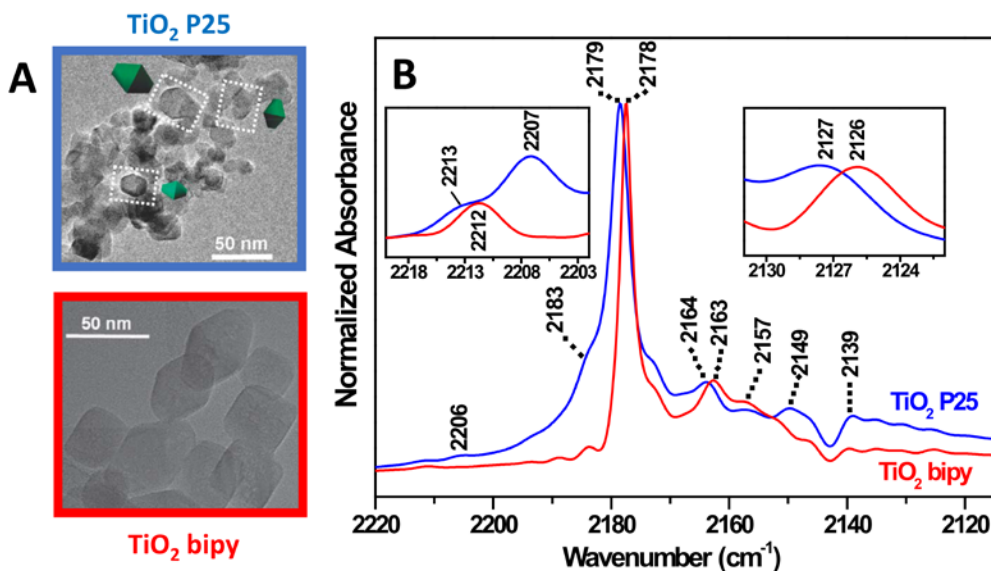 TiO2 P25
A
50 nm
50 nm
TiO2 bipy
B
2179
2178
2207
2213
2212
2218
2213
2208
2203
2127
2126
2130
2127
2124
2183
2206
2164
2163
2157
2149
2139
TiO2 P25
TiO2 bipy
Normalized Absorbance
2220
2200
2180
2160
2140
2120
Wavenumber (cm-1)